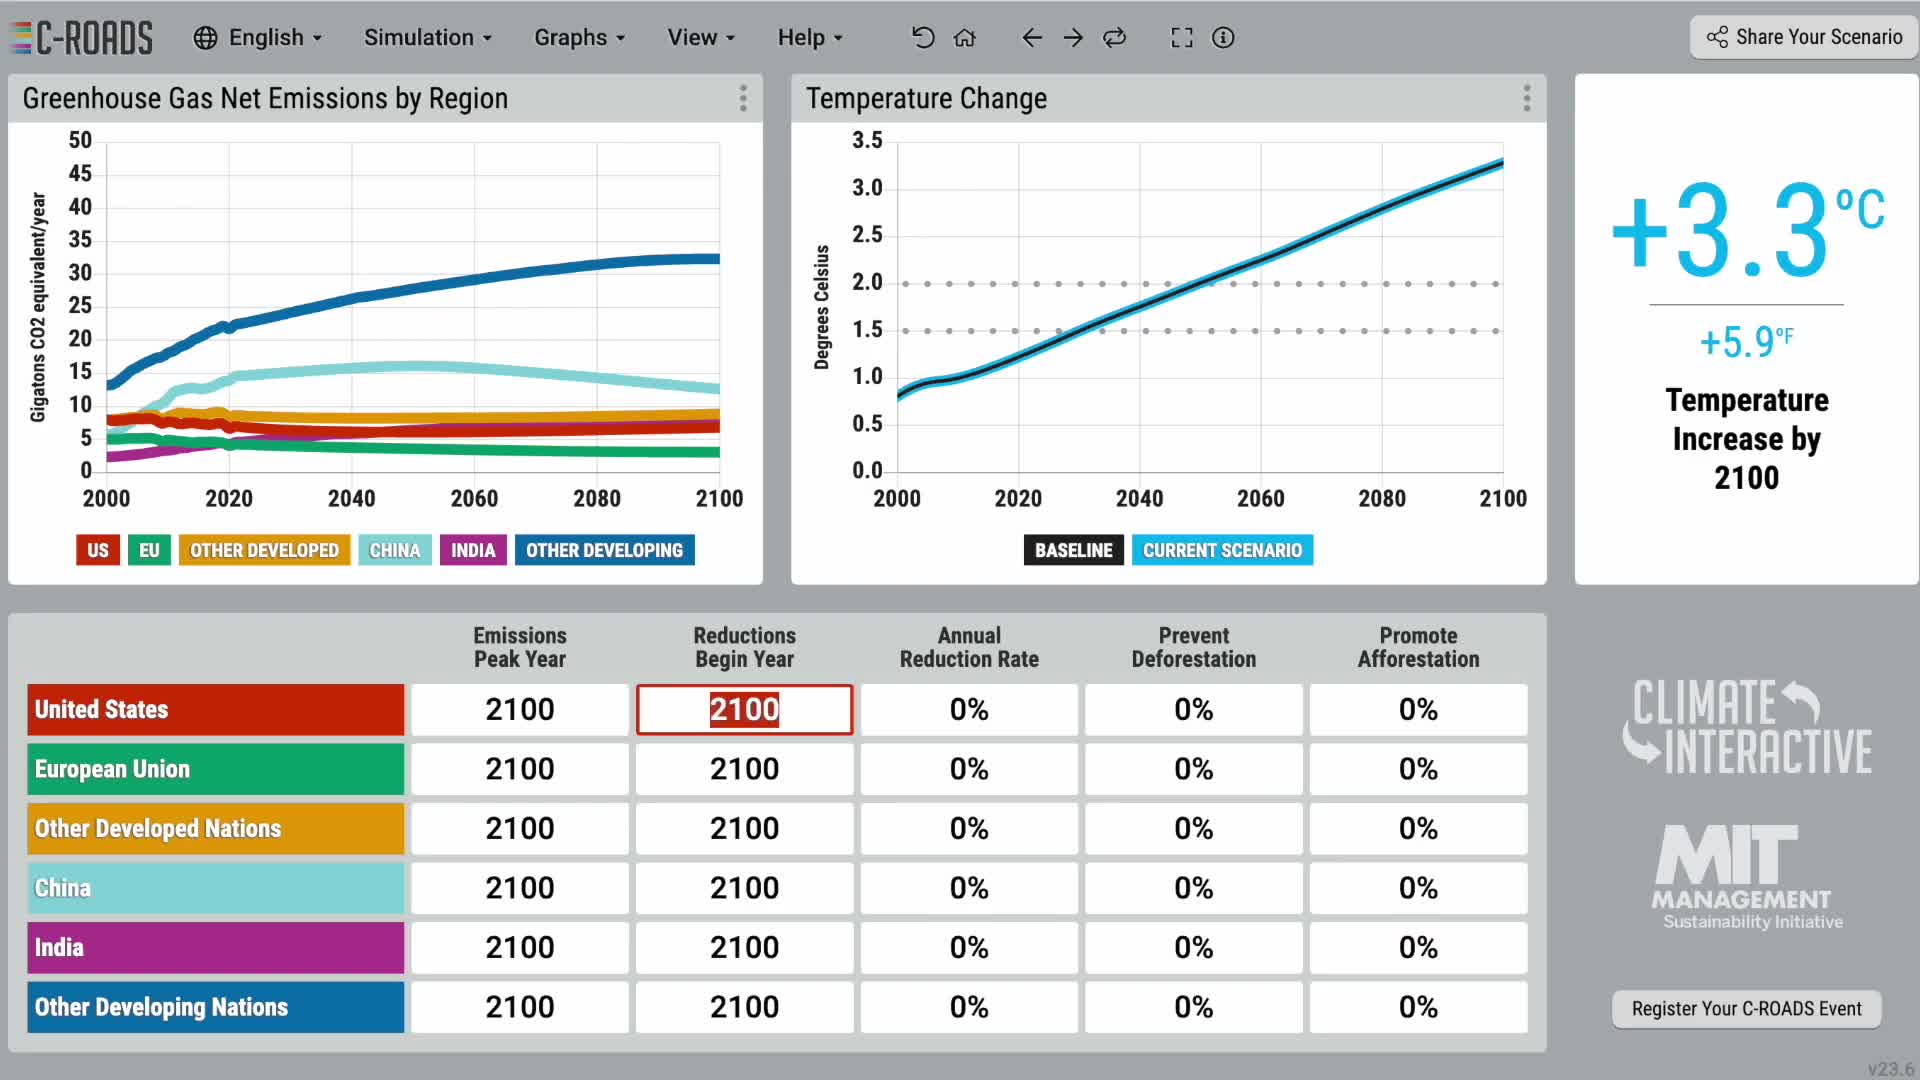 C-ROADS
English
Simulation
Graphs
View
Help
Share Your Scenario
Greenhouse Gas Net Emissions by Region
Gigatons CO2 equivalent/year
50
45
40
35
30
25
20
15
10
5
0
2000 2020 2040 2060 2080 2100
US EU OTHER DEVELOPED CHINA INDIA OTHER DEVELOPING
Temperature Change
Degrees Celsius
3.5
3.0
2.5
2.0
1.5
1.0
0.5
0.0
2000 2020 2040 2060 2080 2100
BASELINE CURRENT SCENARIO
+3.3°C
+5.9°F
Temperature
Increase by
2100
Emissions
Peak Year
Reductions
Begin Year
Annual
Reduction Rate
Prevent
Deforestation
Promote
Afforestation
United States 2100 2100 0% 0% 0%
European Union 2100 2100 0% 0% 0%
Other Developed Nations 2100 2100 0% 0% 0%
China 2100 2100 0% 0% 0%
India 2100 2100 0% 0% 0%
Other Developing Nations 2100 2100 0% 0% 0%
CLIMATE
INTERACTIVE
MIT
MANAGEMENT
Sustainability Initiative
Register Your C-ROADS Event
v23.6